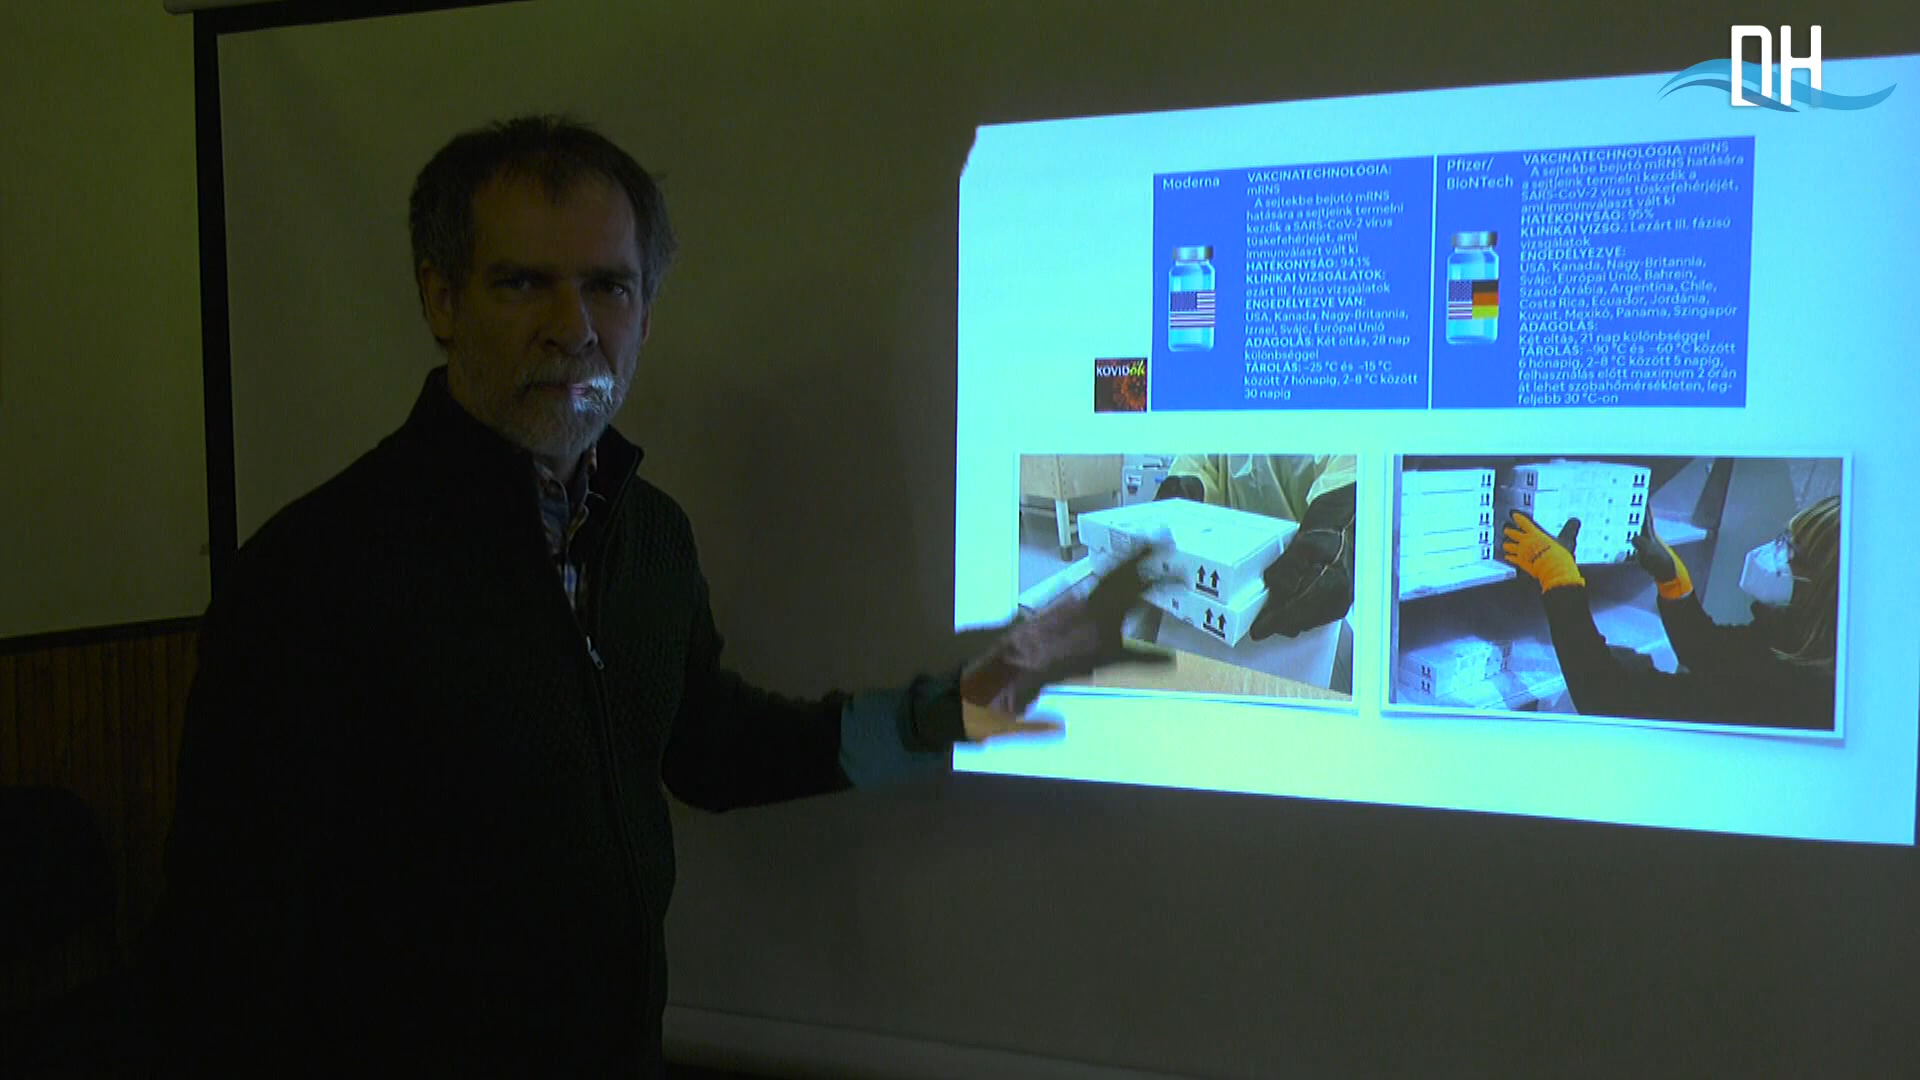 DH
Moderna
VAKCINATECHNOLÓGIA:
mRNS
A sejtekbe bejutó mRNS
hatására a sejtjeink termelni
kezdik a SARS-CoV-2 vírus
tüskefehérjéjét, ami
immunválaszt vált ki
HATÉKONYSÁG: 94,1%
KLINIKAI VIZSGÁLATOK:
ezárt III. fázisú vizsgálatok
ENGEDÉLYEZVE VAN:
USA, Kanada, Nagy-Britannia,
Izrael, Svájc, Európai Unió
ADAGOLÁS: Két oltás, 28 nap
különbséggel
TÁROLÁS: –25 °C és –15 °C
között 7 hónapig, 2–8 °C között
30 napig
Pfizer/
BioNTech
VAKCINATECHNOLÓGIA: mRNS
A sejtekbe bejutó mRNS hatására
a sejtjeink termelni kezdik a
SARS-CoV-2 vírus tüskefehérjéjét,
ami immunválaszt vált ki
HATÉKONYSÁG: 95%
KLINIKAI VIZSG.: Lezárt III. fázisú
vizsgálatok
ENGEDÉLYEZVE:
USA, Kanada, Nagy-Britannia,
Svájc, Európai Unió, Bahrein,
Szaúd-Arábia, Argentína, Chile,
Costa Rica, Ecuador, Jordánia,
Kuvait, Mexikó, Panama, Szingapúr
ADAGOLÁS:
Két oltás, 21 nap különbséggel
TÁROLÁS: –90 °C és –60 °C között
6 hónapig, 2–8 °C között 5 napig,
felhasználás előtt maximum 2 órán
át lehet szobahőmérsékleten, leg-
feljebb 30 °C-on
KOVIDőK